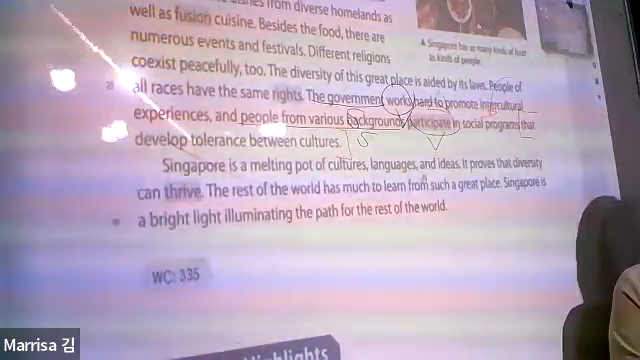 from diverse homelands as
well as fusion cuisine. Besides the food, there are
numerous events and festivals. Different religions
coexist peacefully, too. The diversity of this great place is aided by its laws. People of
all races have the same rights. The government works hard to promote intercultural
experiences, and people from various backgrounds participate in social programs that
develop tolerance between cultures.
Singapore is a melting pot of cultures, languages, and ideas. It proves that diversity
can thrive. The rest of the world has much to learn from such a great place. Singapore is
a bright light illuminating the path for the rest of the world.
▲ Singapore has as many kinds of food
as kinds of people.
S
V
WC: 335
Highlights
Marrisa 김